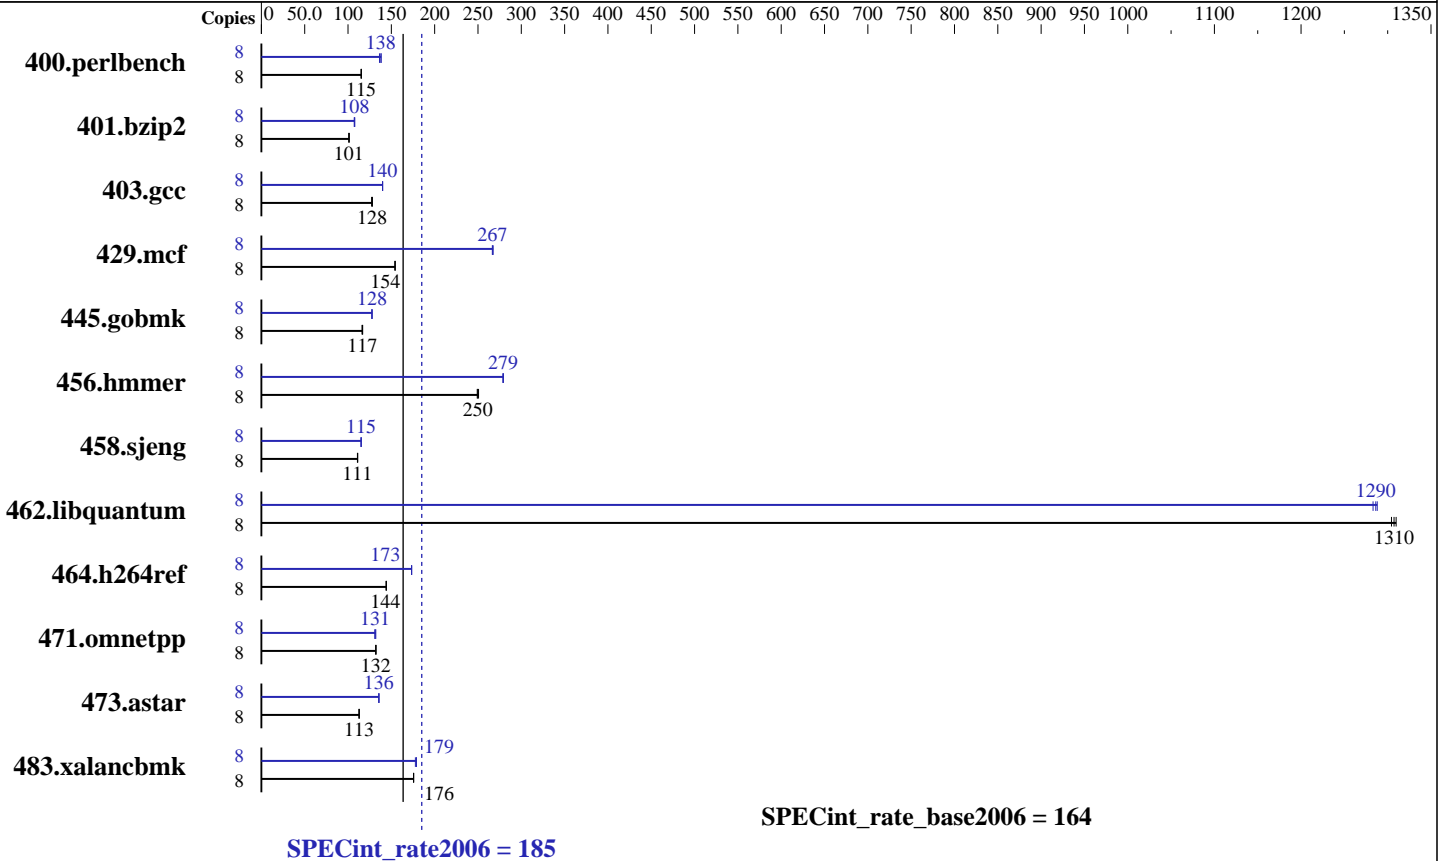 Copies 0 50.0 100 150 200 250 300 350 400 450 500 550 600 650 700 750 800 850 900 950 1000 1100 1200 1350
400.perlbench 8 138
8 115
401.bzip2 8 108
8 101
403.gcc 8 140
8 128
429.mcf 8 267
8 154
445.gobmk 8 128
8 117
456.hmmer 8 279
8 250
458.sjeng 8 115
8 111
462.libquantum 8 1290
8 1310
464.h264ref 8 173
8 144
471.omnetpp 8 131
8 132
473.astar 8 136
8 113
483.xalancbmk 8 179
8 176
SPECint_rate_base2006 = 164
SPECint_rate2006 = 185